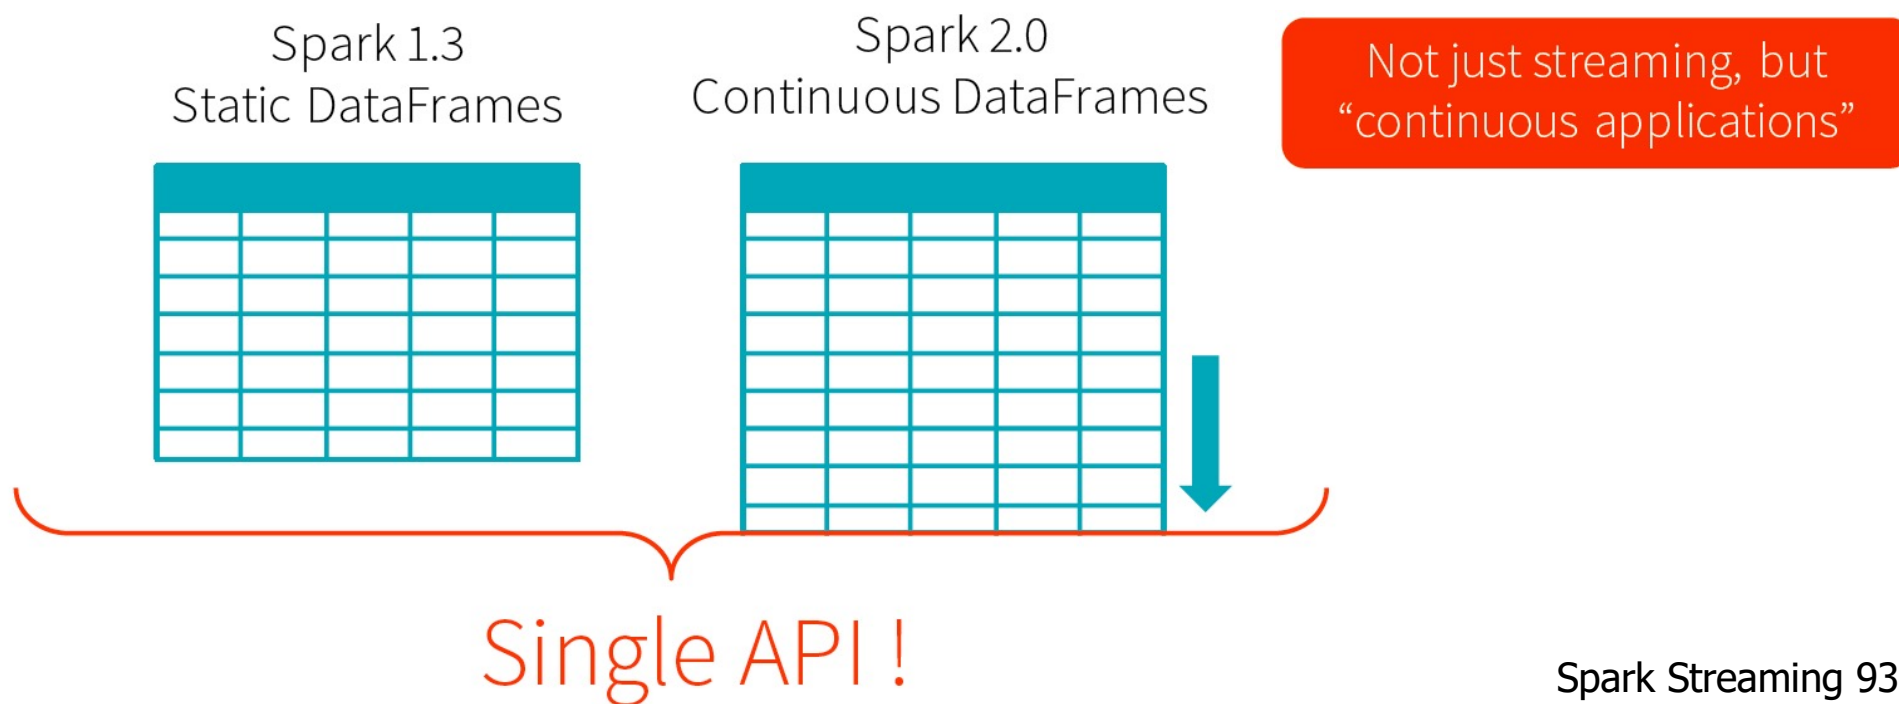 Spark 1.3
Static DataFrames
Spark 2.0
Continuous DataFrames
Not just streaming, but
“continuous applications”
Single API !
Spark Streaming 93